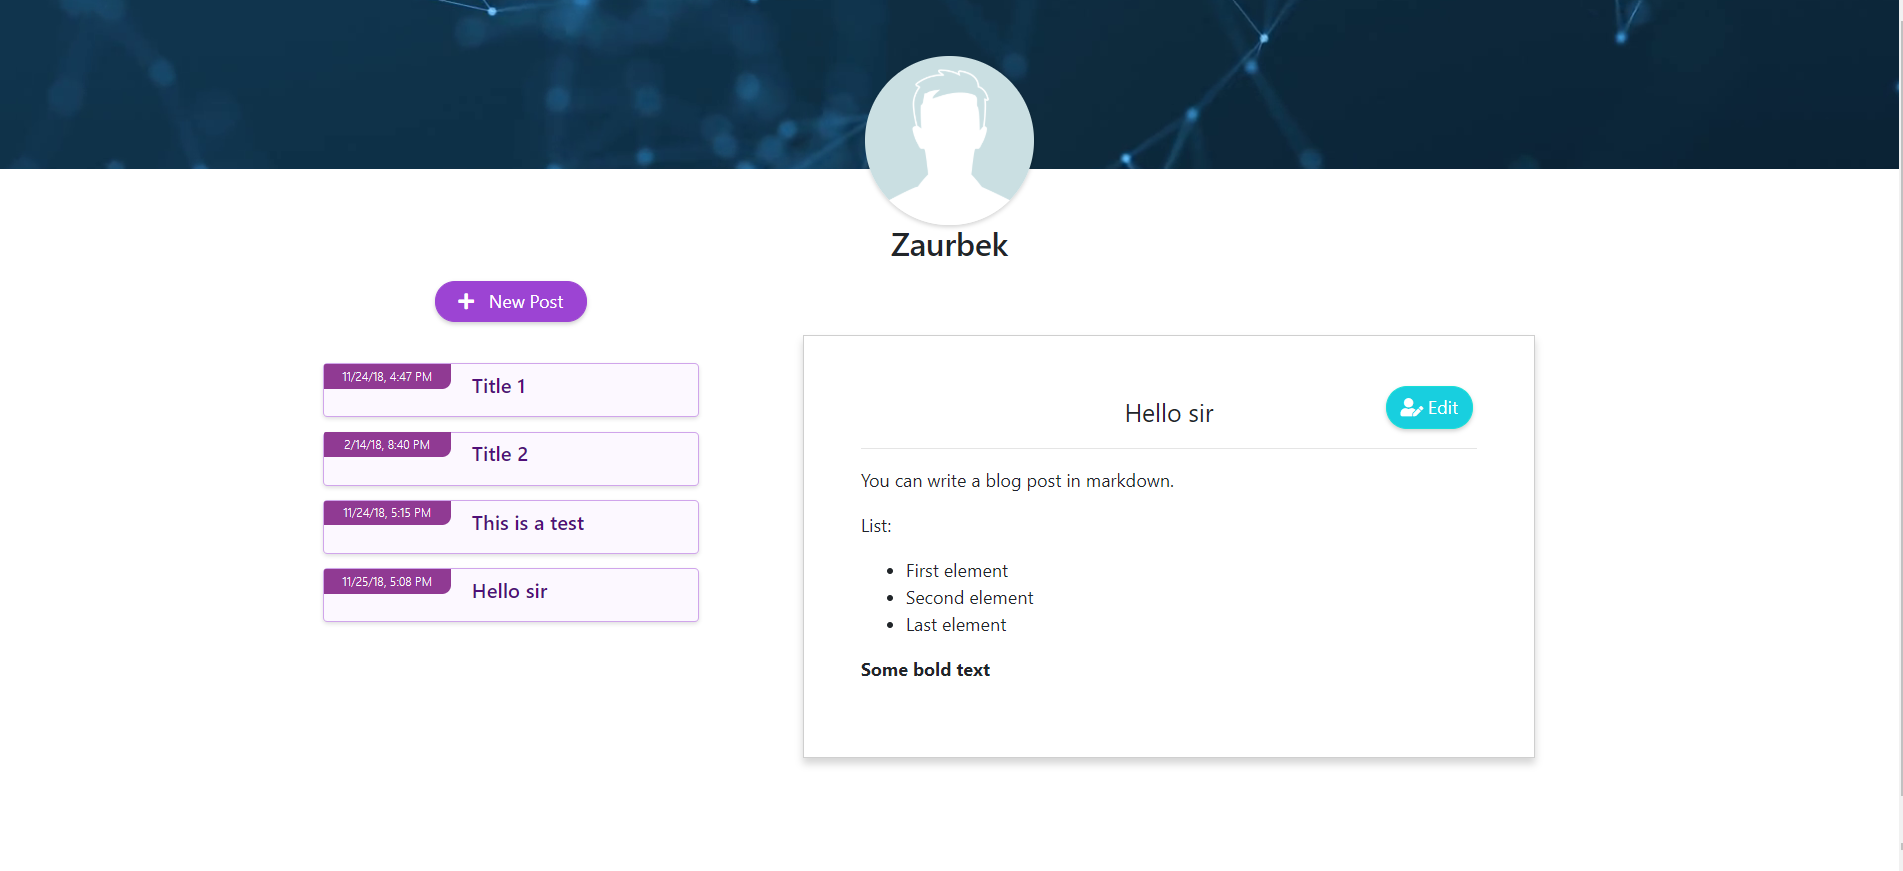 Zaurbek
New Post
11/24/18, 4:47 PM
Title 1
2/14/18, 8:40 PM
Title 2
11/24/18, 5:15 PM
This is a test
11/25/18, 5:08 PM
Hello sir
Hello sir
Edit
You can write a blog post in markdown.
List:
• First element
• Second element
• Last element
Some bold text